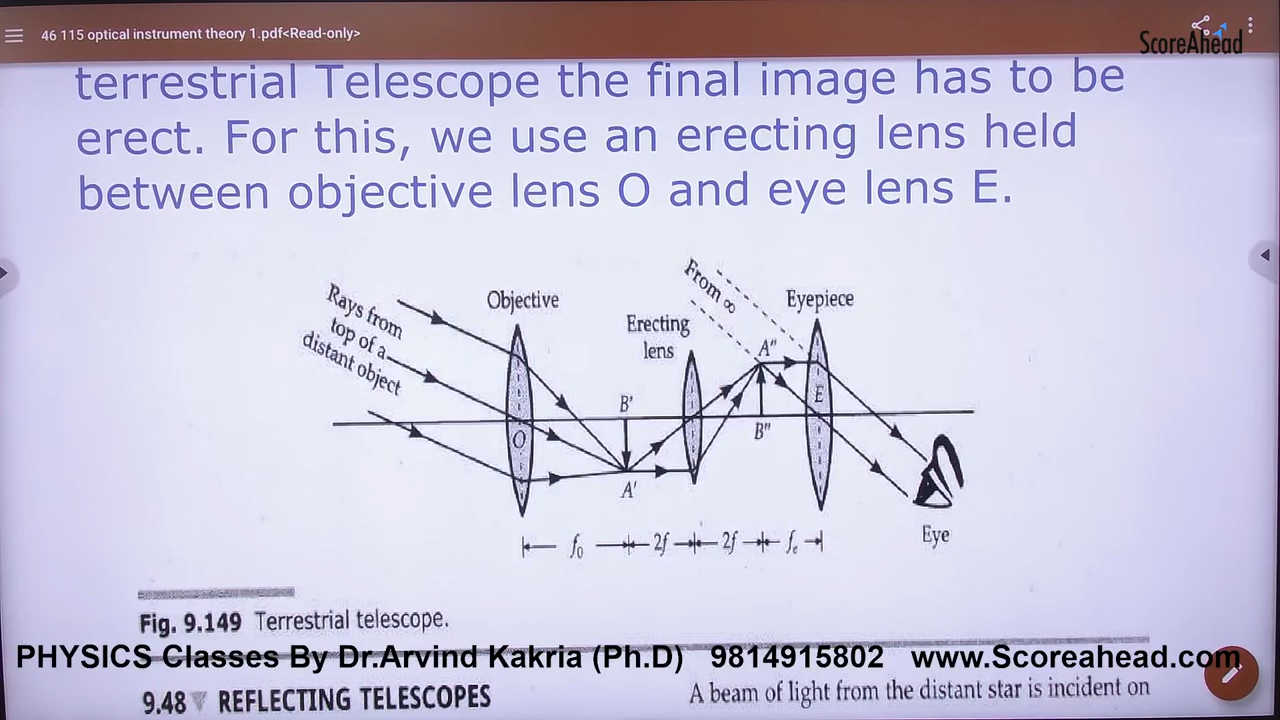 46 115 optical instrument theory 1.pdf<Read-only>
ScoreAhead
terrestrial Telescope the final image has to be
erect. For this, we use an erecting lens held
between objective lens O and eye lens E.
Rays from
top of a
distant object
Objective
Erecting
lens
From ∞
Eyepiece
A"
B'
E
O
B"
A'
Eye
f₀
2f
2f
fₑ
Fig. 9.149 Terrestrial telescope.
PHYSICS Classes By Dr.Arvind Kakria (Ph.D) 9814915802 www.Scoreahead.com
9.48 REFLECTING TELESCOPES
A beam of light from the distant star is incident on